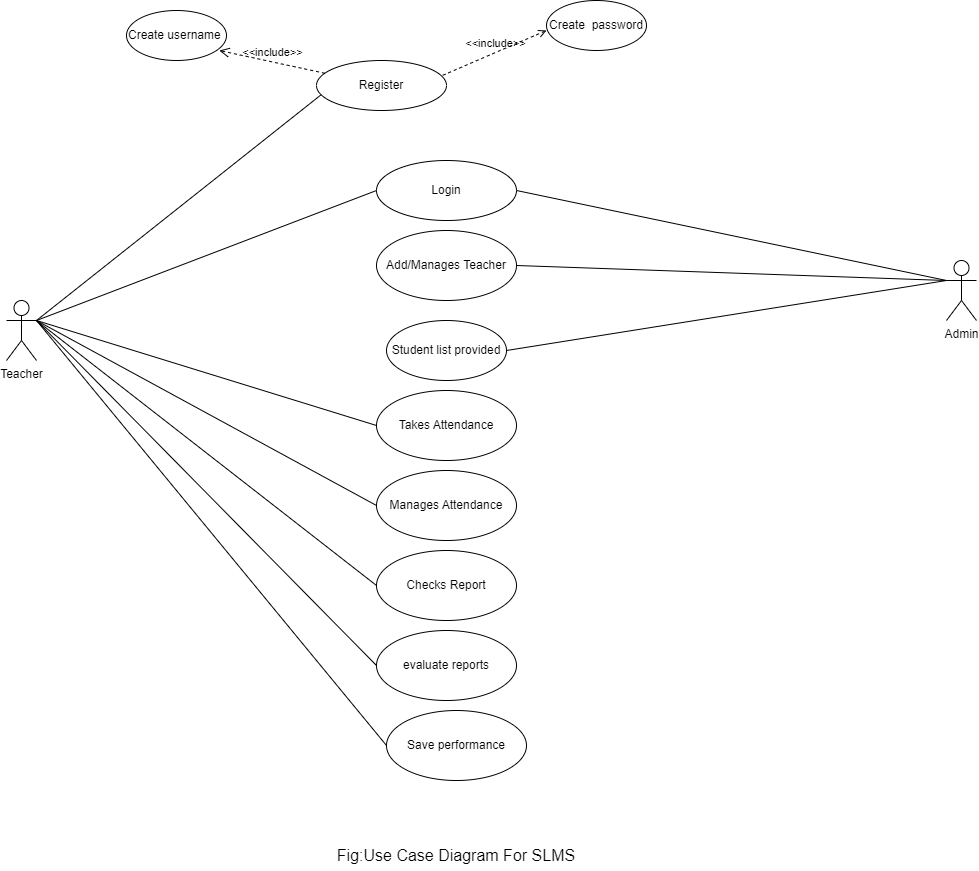 Create password
Create username
<<include>>
<<include>>
Register
Login
Add/Manages Teacher
Admin
Student list provided
Teacher
Takes Attendance
Manages Attendance
Checks Report
evaluate reports
Save performance
Fig:Use Case Diagram For SLMS